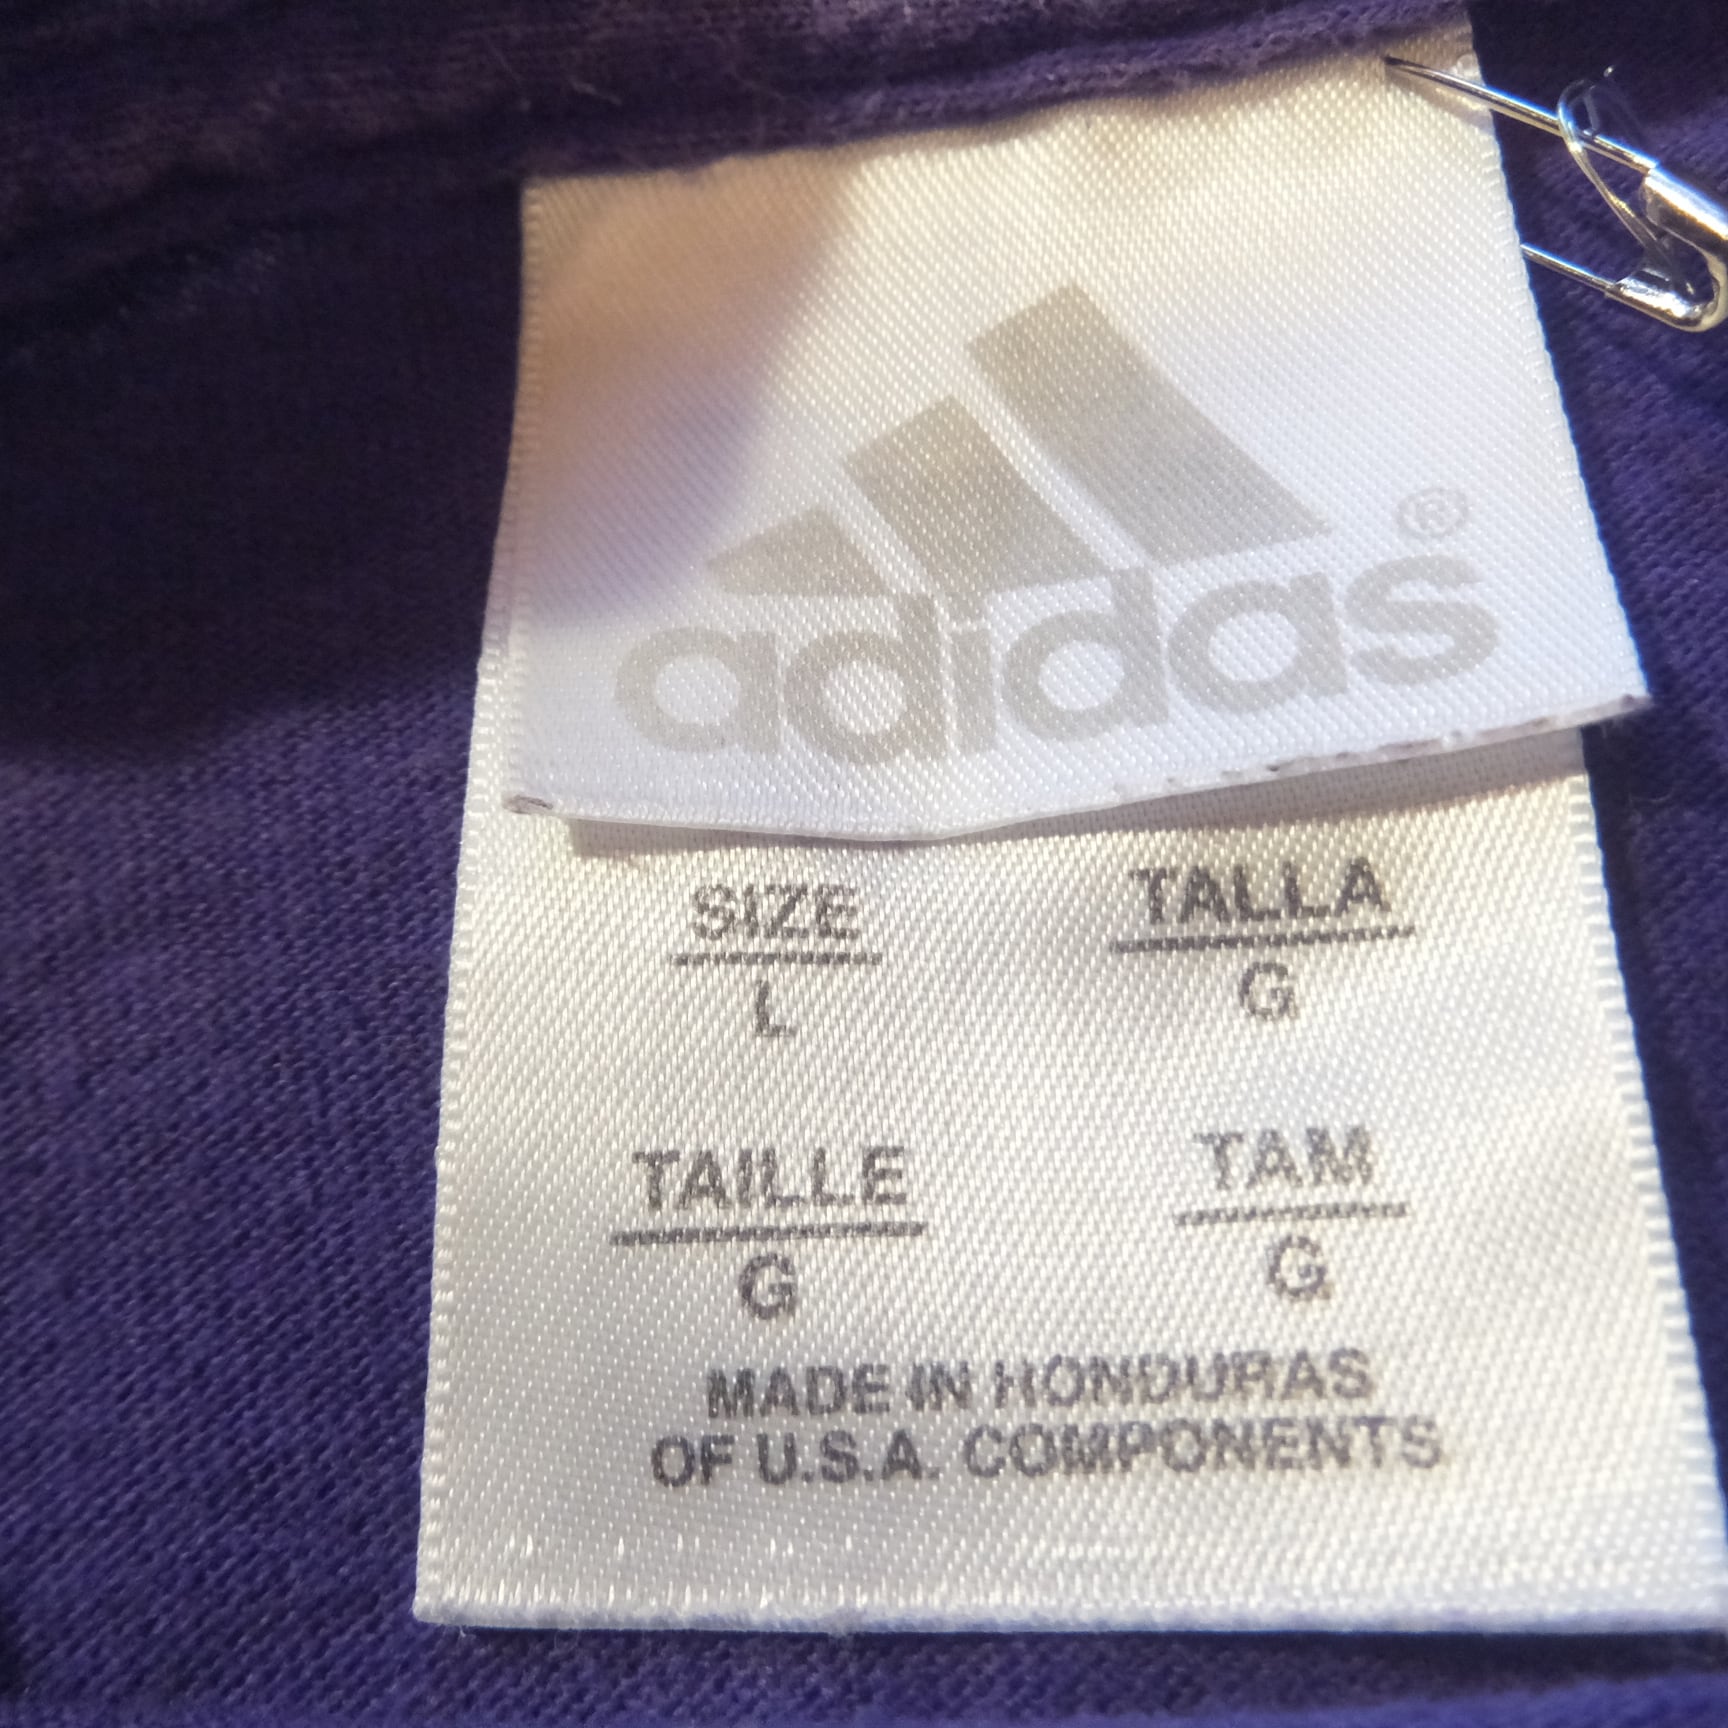 adidas®
SIZE TALLA
L G
TAILLE TAM
G G
MADE IN HONDURAS
OF U.S.A. COMPONENTS